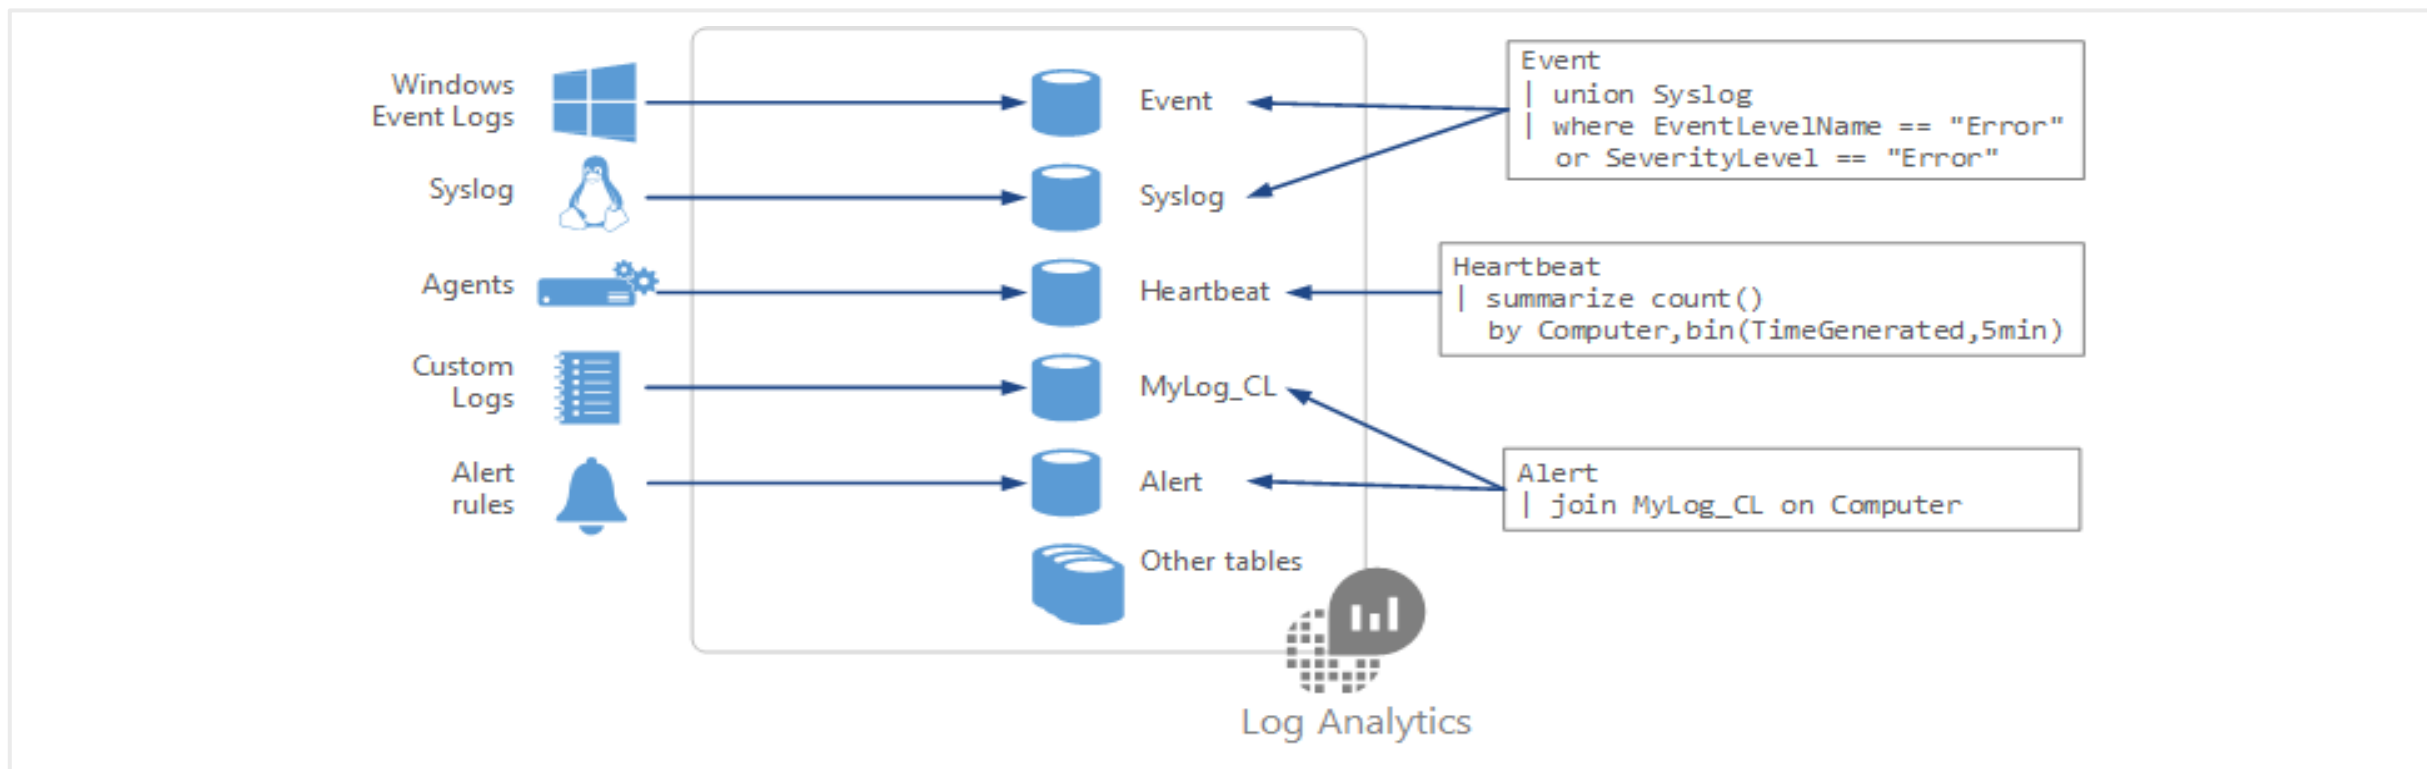 Windows
Event Logs
Syslog
Agents
Custom
Logs
Alert
rules
Event
Syslog
Heartbeat
MyLog_CL
Alert
Other tables
Event
| union Syslog
| where EventLevelName == "Error"
or SeverityLevel == "Error"
Heartbeat
| summarize count()
by Computer,bin(TimeGenerated,5min)
Alert
| join MyLog_CL on Computer
Log Analytics